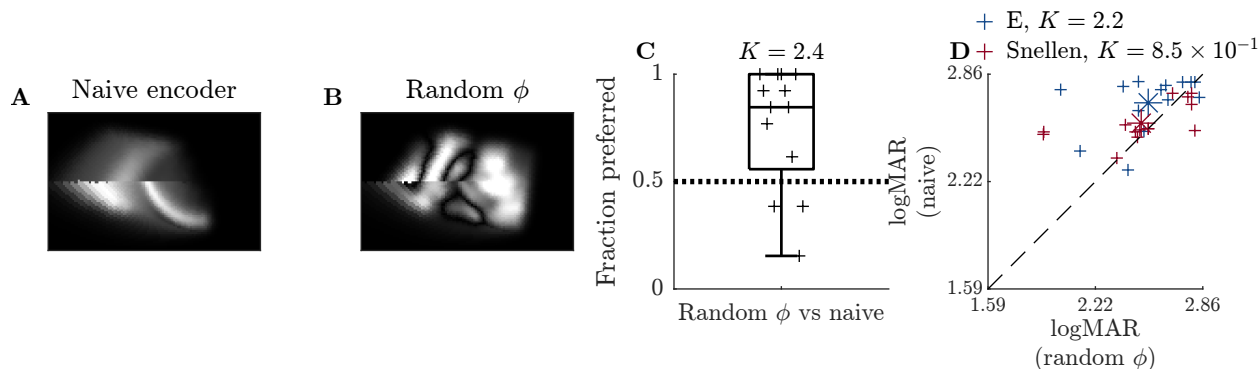 A
Naive encoder
B
Random ϕ
C
K = 2.4
Fraction preferred
1
0.5
0
Random ϕ vs naive
E, K = 2.2
D
Snellen, K = 8.5 × 10⁻¹
logMAR
(naive)
2.86
2.22
1.59
1.59
2.22
2.86
logMAR
(random ϕ)